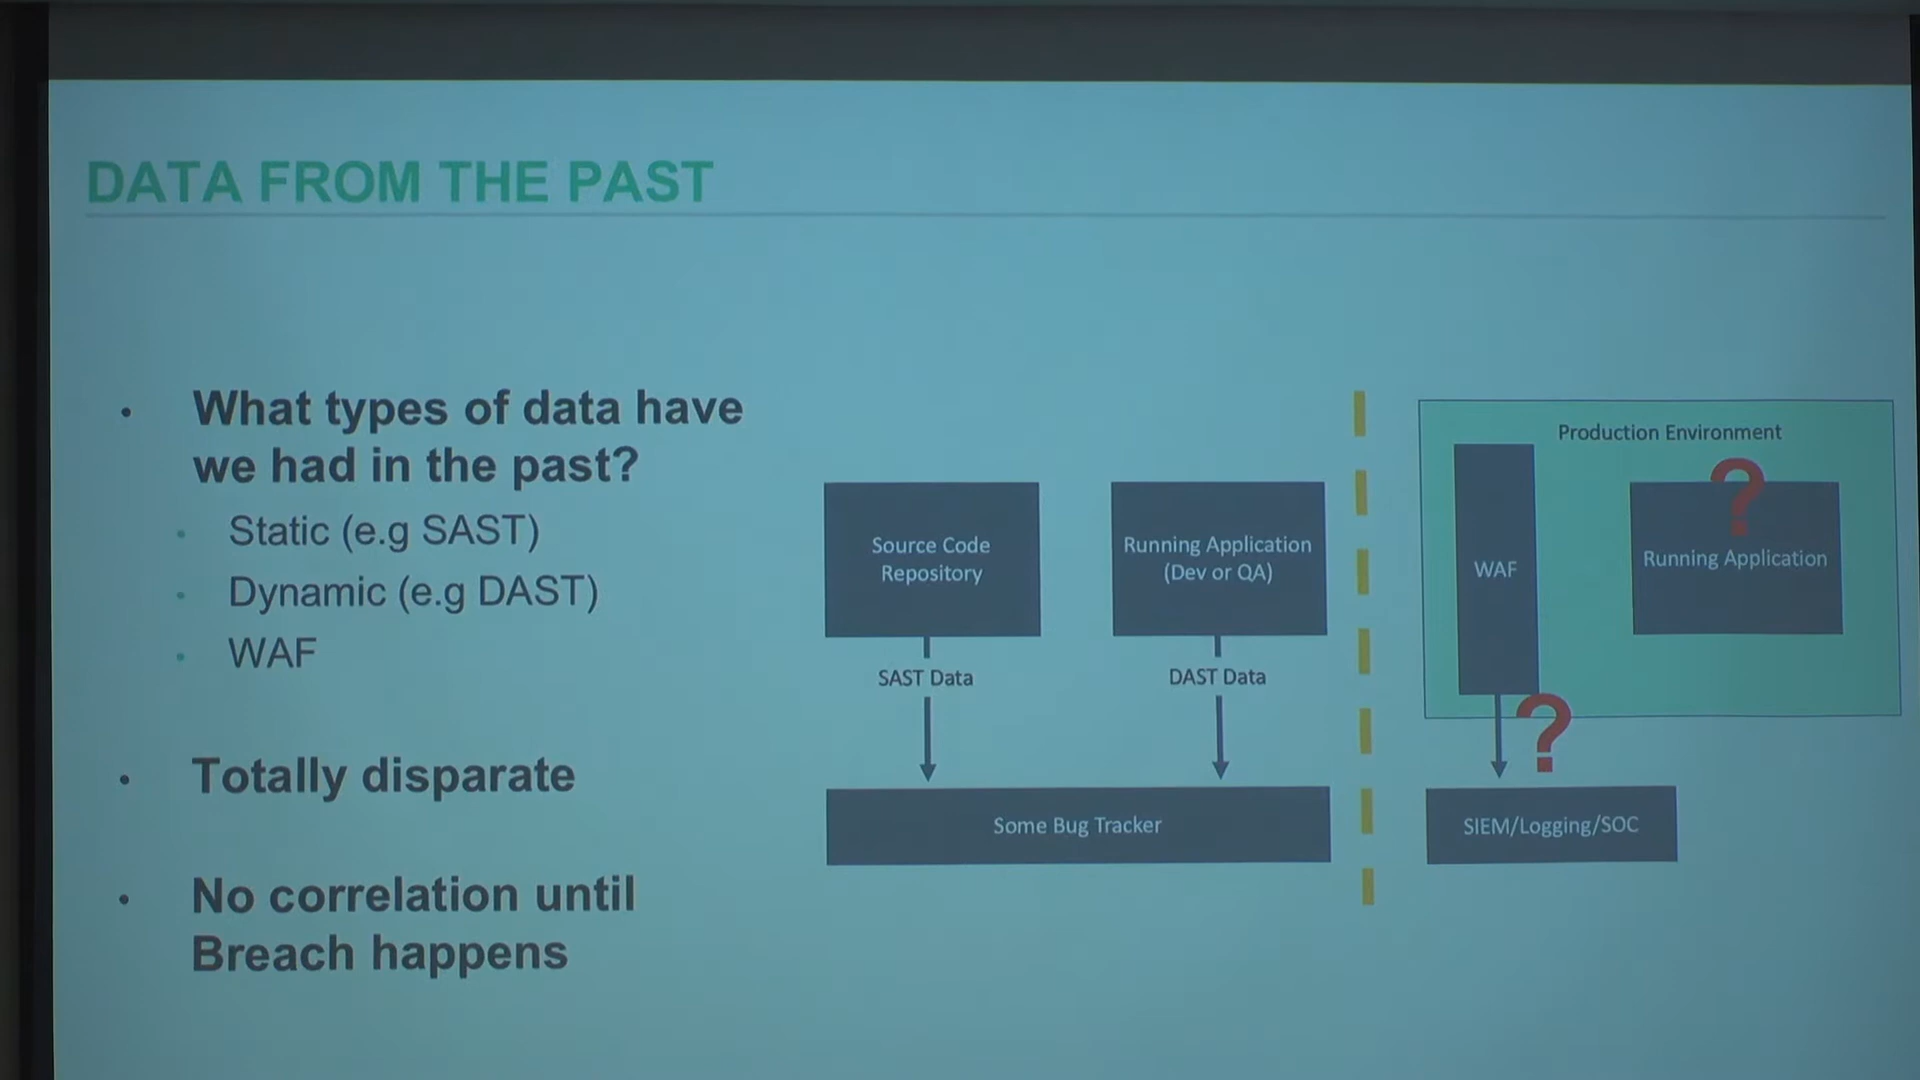 DATA FROM THE PAST
What types of data have
we had in the past?
Static (e.g SAST)
Dynamic (e.g DAST)
WAF
Totally disparate
No correlation until
Breach happens
Source Code
Repository
Running Application
(Dev or QA)
SAST Data
DAST Data
Some Bug Tracker
Production Environment
WAF
?
Running Application
?
SIEM/Logging/SOC